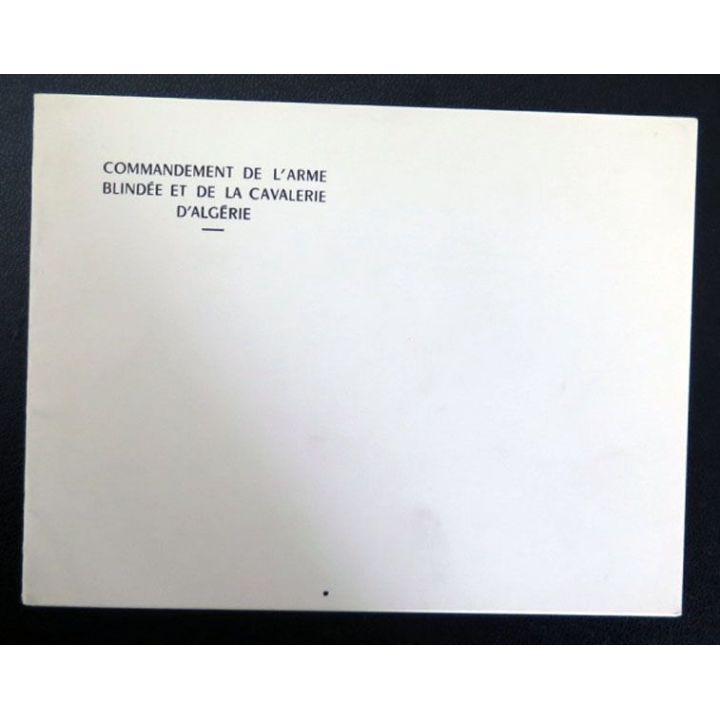 COMMANDEMENT DE L'ARME
BLINDÉE ET DE LA CAVALERIE
D'ALGÉRIE